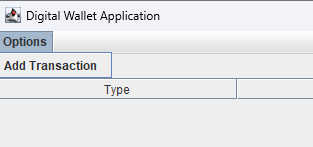 Digital Wallet Application
Options
Add Transaction
Type